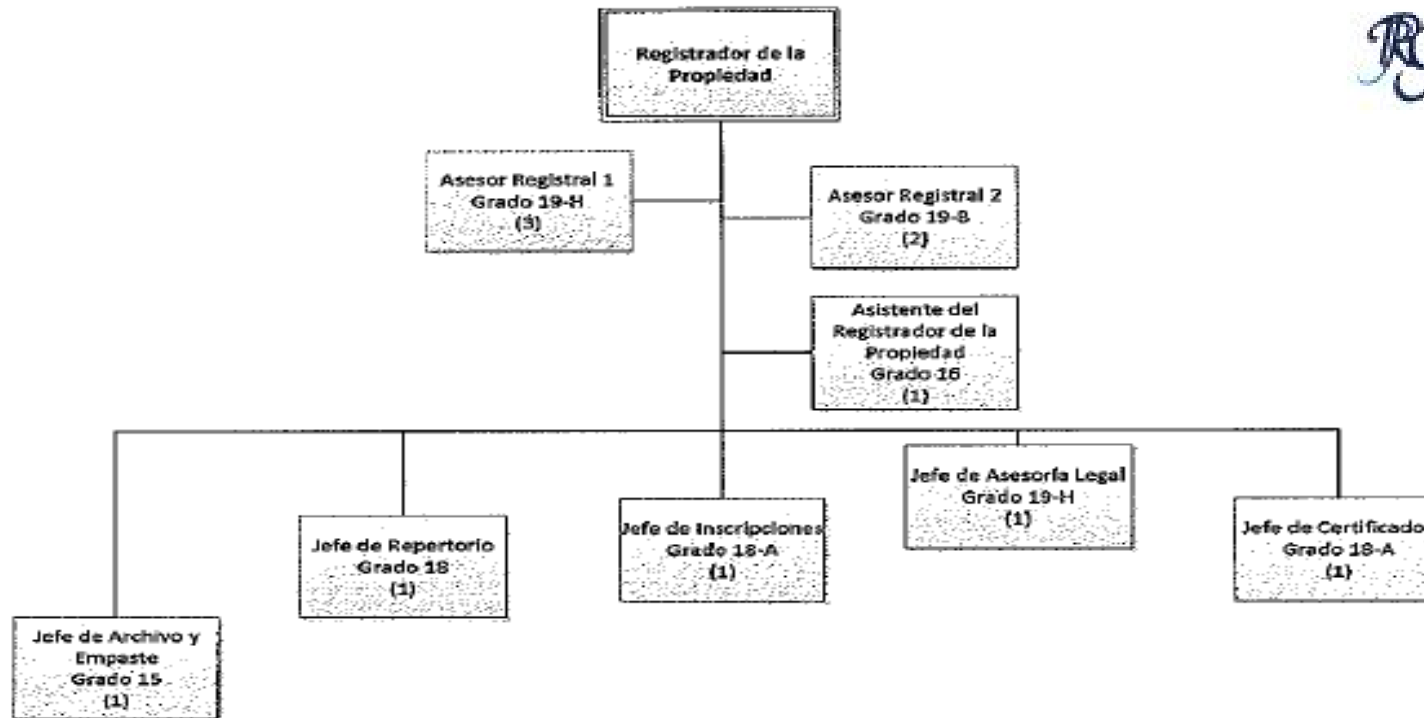 Registrador de la
Propiedad
Asesor Registral 1
Grado 19-H
(3)
Asesor Registral 2
Grado 19-B
(2)
Asistente del
Registrador de la
Propiedad
Grado 16
(1)
Jefe de Archivo y
Empaste
Grado 15
(1)
Jefe de Repertorio
Grado 18
(1)
Jefe de Inscripciones
Grado 18-A
(1)
Jefe de Asesoría Legal
Grado 19-H
(1)
Jefe de Certificado
Grado 18-A
(1)